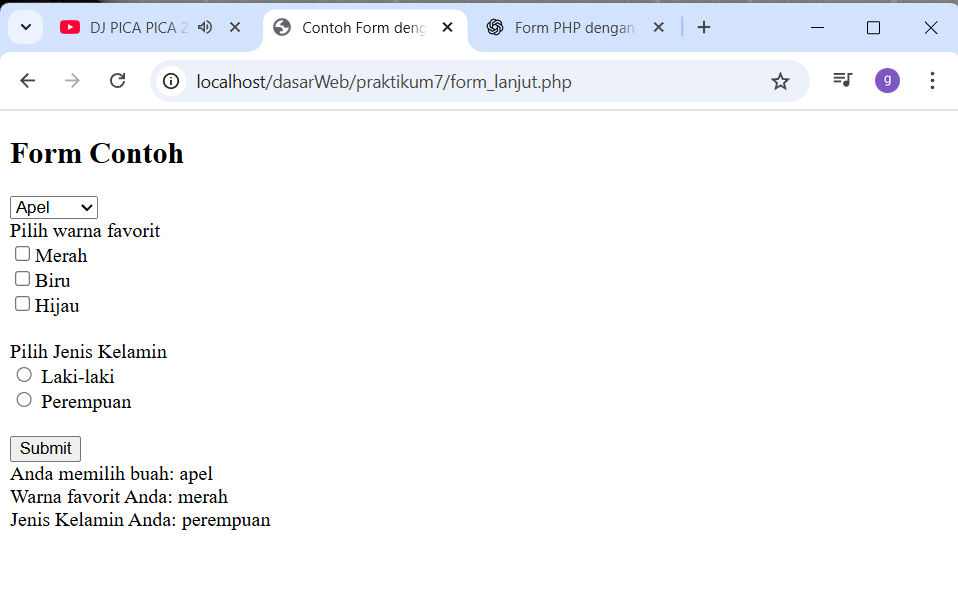 DJ PICA PICA 2
Contoh Form deng
Form PHP dengan
localhost/dasarWeb/praktikum7/form_lanjut.php
g
Form Contoh
Apel
Pilih warna favorit
Merah
Biru
Hijau
Pilih Jenis Kelamin
Laki-laki
Perempuan
Submit
Anda memilih buah: apel
Warna favorit Anda: merah
Jenis Kelamin Anda: perempuan